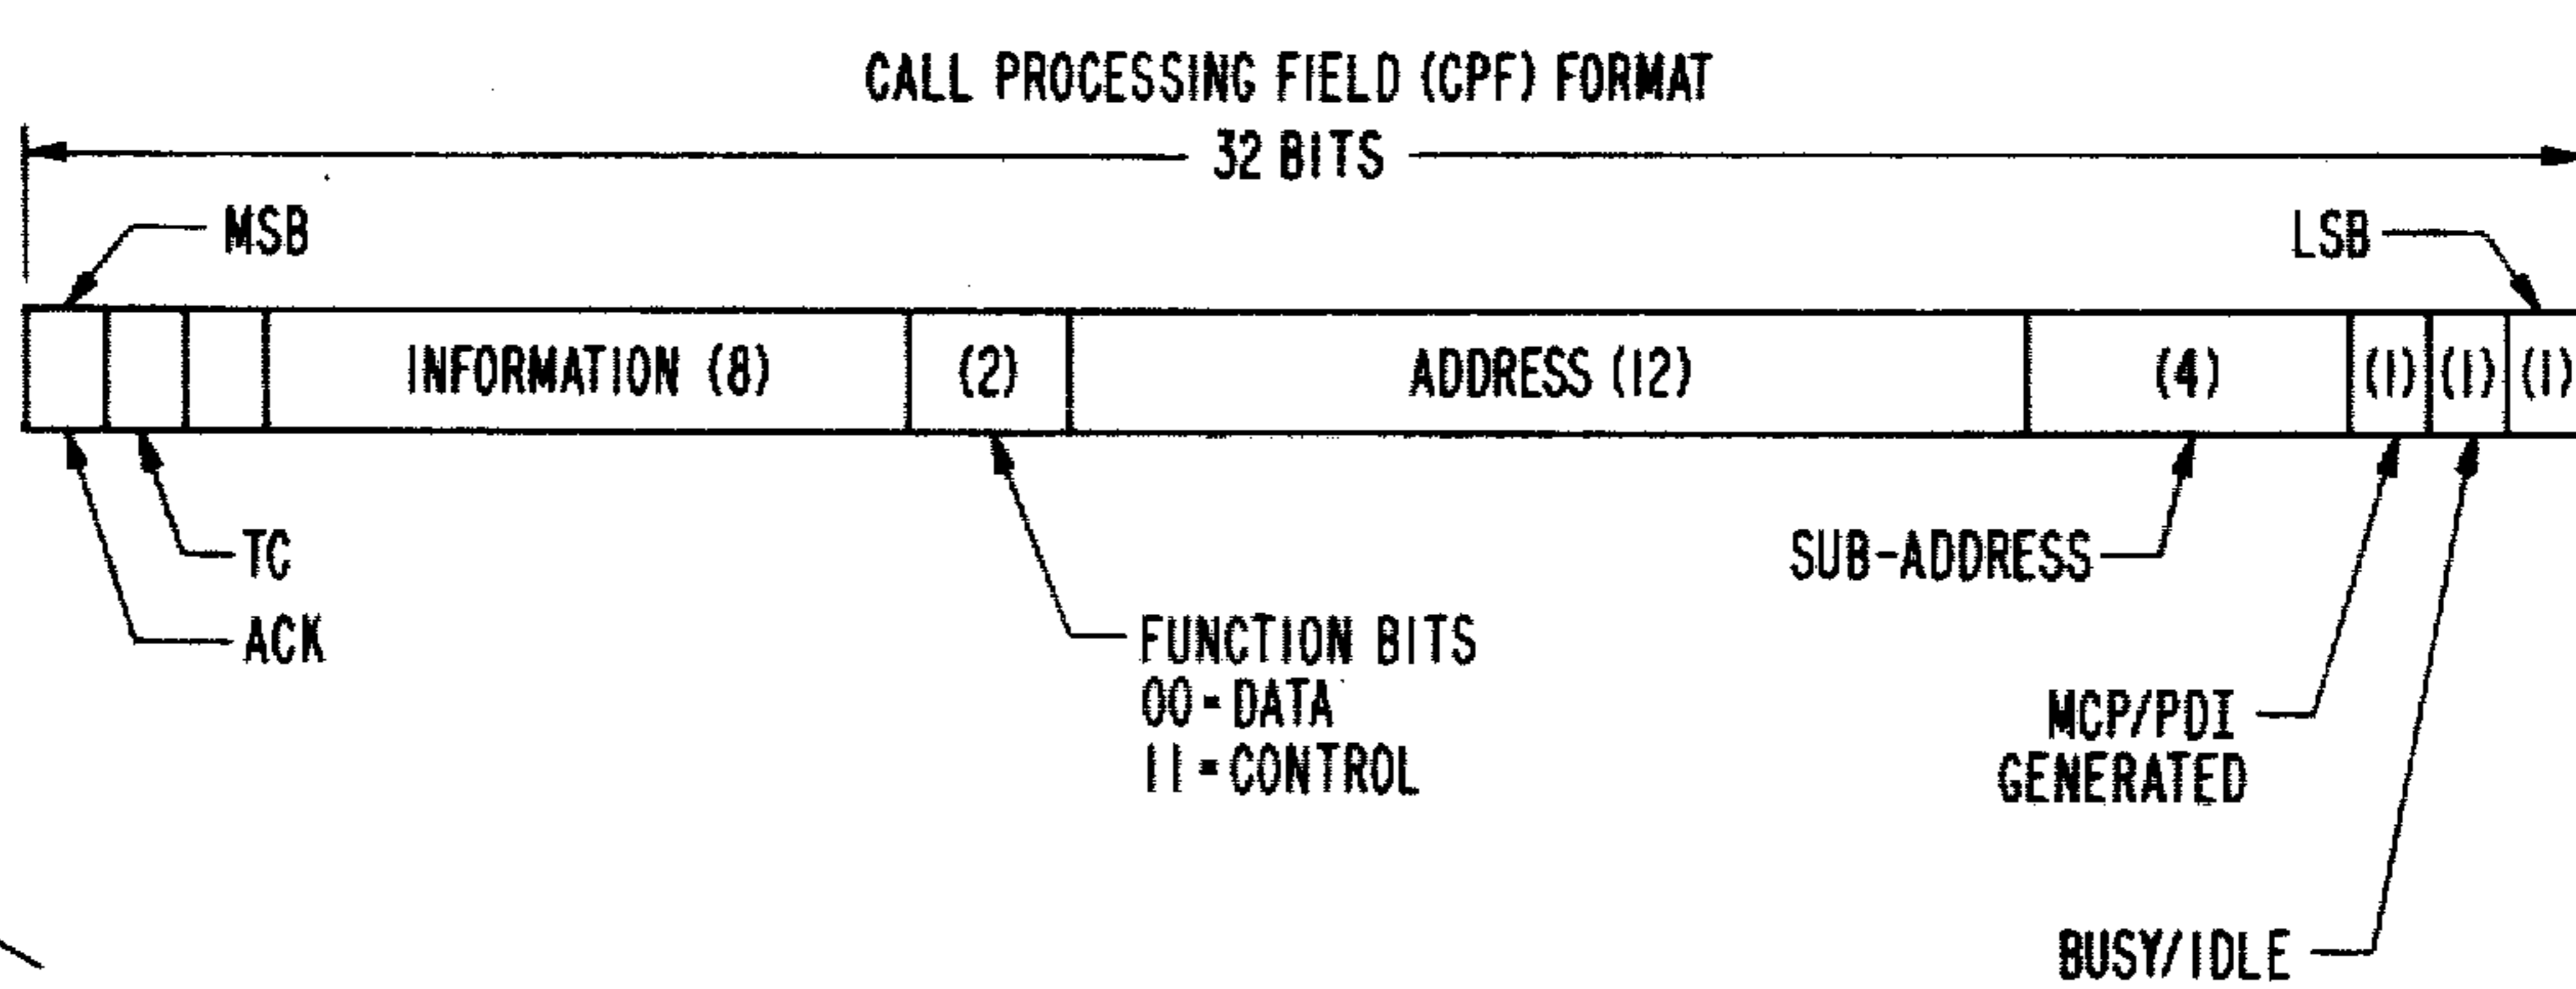 CALL PROCESSING FIELD (CPF) FORMAT
32 BITS
MSB
LSB
INFORMATION (8)
(2)
ADDRESS (12)
(4)
(1)
(1)
(1)
TC
ACK
FUNCTION BITS
00 = DATA
11 = CONTROL
SUB-ADDRESS
MCP/PDI
GENERATED
BUSY/IDLE